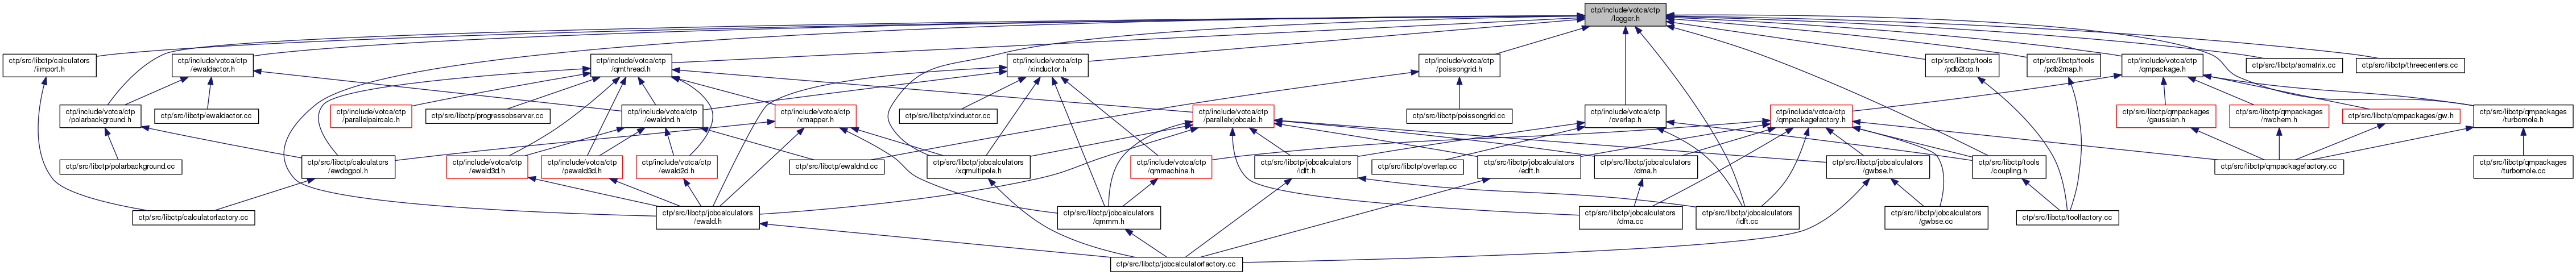 ctp/include/votca/ctp
/logger.h
ctp/src/libctp/calculators
/iimport.h
ctp/include/votca/ctp
/ewaldactor.h
ctp/include/votca/ctp
/qmthread.h
ctp/include/votca/ctp
/xinductor.h
ctp/include/votca/ctp
/poissongrid.h
ctp/src/libctp/tools
/pdb2top.h
ctp/src/libctp/tools
/pdb2map.h
ctp/include/votca/ctp
/qmpackage.h
ctp/src/libctp/aomatrix.cc
ctp/src/libctp/threecenters.cc
ctp/include/votca/ctp
/polarbackground.h
ctp/src/libctp/ewaldactor.cc
ctp/include/votca/ctp
/parallelpaircalc.h
ctp/src/libctp/progressobserver.cc
ctp/include/votca/ctp
/ewaldnd.h
ctp/include/votca/ctp
/xmapper.h
ctp/src/libctp/xinductor.cc
ctp/include/votca/ctp
/parallelxjobcalc.h
ctp/src/libctp/poissongrid.cc
ctp/include/votca/ctp
/overlap.h
ctp/include/votca/ctp
/qmpackagefactory.h
ctp/src/libctp/qmpackages
/gaussian.h
ctp/src/libctp/qmpackages
/nwchem.h
ctp/src/libctp/qmpackages/gw.h
ctp/src/libctp/qmpackages
/turbomole.h
ctp/src/libctp/polarbackground.cc
ctp/src/libctp/calculators
/ewdbgpol.h
ctp/include/votca/ctp
/ewald3d.h
ctp/include/votca/ctp
/pewald3d.h
ctp/include/votca/ctp
/ewald2d.h
ctp/src/libctp/ewaldnd.cc
ctp/src/libctp/jobcalculators
/xqmultipole.h
ctp/include/votca/ctp
/qmmachine.h
ctp/src/libctp/jobcalculators
/idft.h
ctp/src/libctp/overlap.cc
ctp/src/libctp/jobcalculators
/edft.h
ctp/src/libctp/jobcalculators
/dma.h
ctp/src/libctp/jobcalculators
/gwbse.h
ctp/src/libctp/tools
/coupling.h
ctp/src/libctp/qmpackagefactory.cc
ctp/src/libctp/qmpackages
/turbomole.cc
ctp/src/libctp/calculatorfactory.cc
ctp/src/libctp/jobcalculators
/ewald.h
ctp/src/libctp/jobcalculators
/qmmm.h
ctp/src/libctp/jobcalculators
/dma.cc
ctp/src/libctp/jobcalculators
/idft.cc
ctp/src/libctp/jobcalculators
/gwbse.cc
ctp/src/libctp/toolfactory.cc
ctp/src/libctp/jobcalculatorfactory.cc